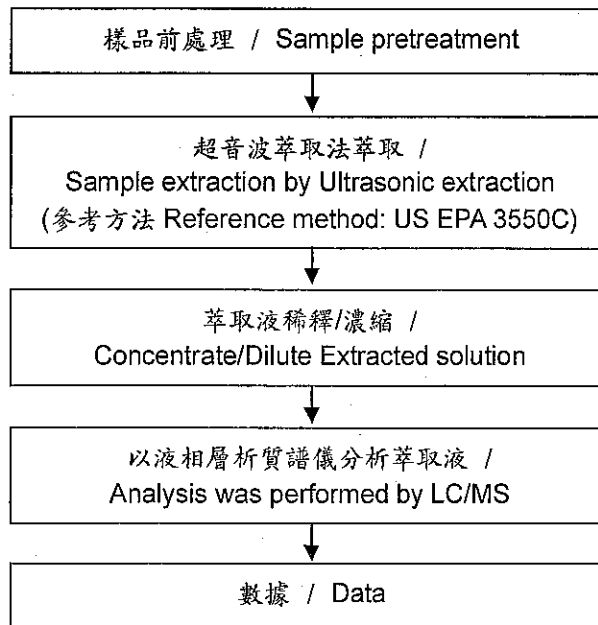 樣品前處理 / Sample pretreatment
超音波萃取法萃取 /
Sample extraction by Ultrasonic extraction
(參考方法 Reference method: US EPA 3550C)
萃取液稀釋/濃縮 /
Concentrate/Dilute Extracted solution
以液相層析質譜儀分析萃取液 /
Analysis was performed by LC/MS
數據 / Data